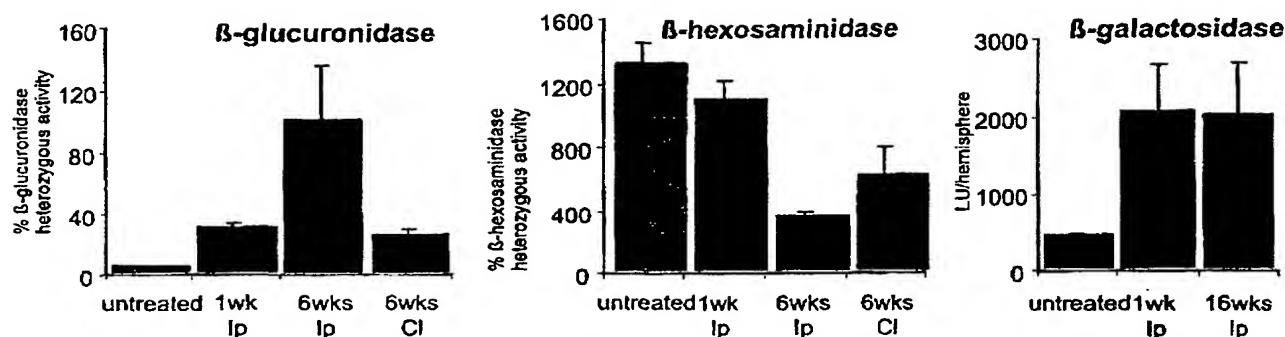 ß-glucuronidase
% ß-glucuronidase
heterozygous activity
160
120
80
40
0
untreated 1wk 6wks 6wks
Ip Ip CI
ß-hexosaminidase
% ß-hexosaminidase
heterozygous activity
1600
1200
800
400
0
untreated 1wk 6wks 6wks
Ip Ip CI
ß-galactosidase
LU/hemisphere
3000
2000
1000
0
untreated 1wk 16wks
Ip Ip